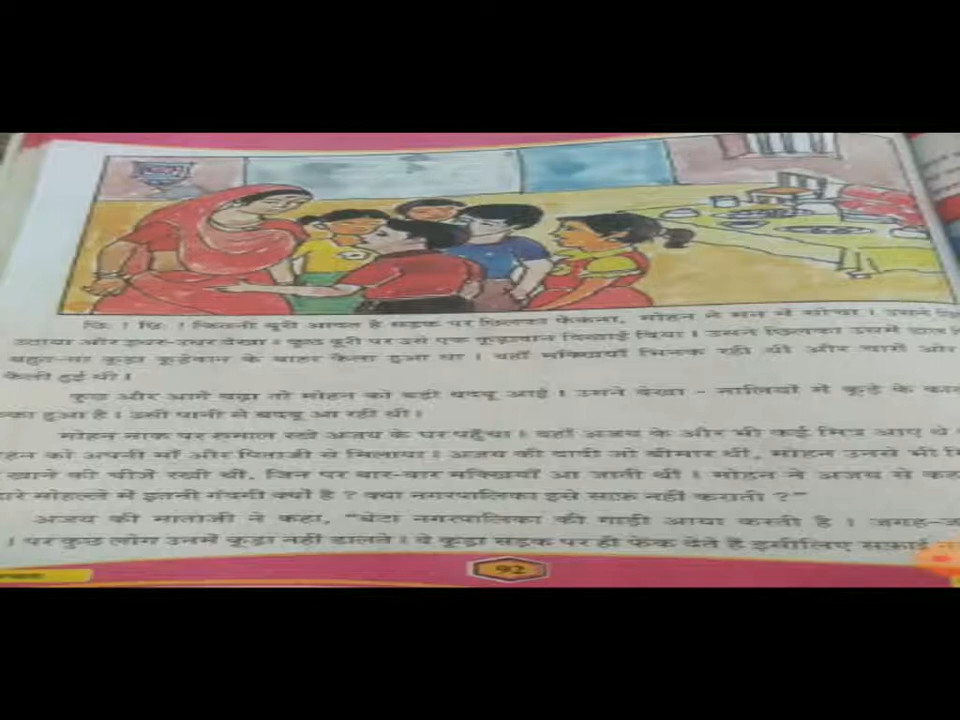 छिः ! छिः ! कितनी बुरी आदत है सड़क पर छिलका फेंकना, मोहन ने मन में सोचा । उसने
उठाया और इधर-उधर देखा । कुछ दूरी पर उसे एक कूड़ादान दिखाई दिया । उसने छिलका उसमें डाल
बहुत-सा कूड़ा कूड़ेदान के बाहर फैला हुआ था । वहाँ मक्खियाँ भिनक रही थीं और चारों ओर
फैली हुई थी ।
कुछ और आगे बढ़ा तो मोहन को बड़ी बदबू आई । उसने देखा - नालियों में कूड़े के
हुआ है । उसी पानी से बदबू आ रही थी ।
मोहन नाक पर रुमाल रखे अजय के घर पहुँचा । वहाँ अजय के और भी कई मित्र आए थे
को अपनी माँ और पिताजी से मिलाया । अजय की दादी जो बीमार थीं, मोहन उनसे भी
खाने की चीजें रखी थीं, जिन पर बार-बार मक्खियाँ आ जाती थीं । मोहन ने अजय से
मोहल्ले में इतनी गंदगी क्यों है ? क्या नगरपालिका इसे साफ़ नहीं कराती ?"
अजय की माताजी ने कहा, "बेटा नगरपालिका की गाड़ी आया करती है ।
। पर कुछ लोग उनमें कूड़ा नहीं डालते । वे कूड़ा सड़क पर ही फेंक देते हैं इसीलिए सफ़ाई
92